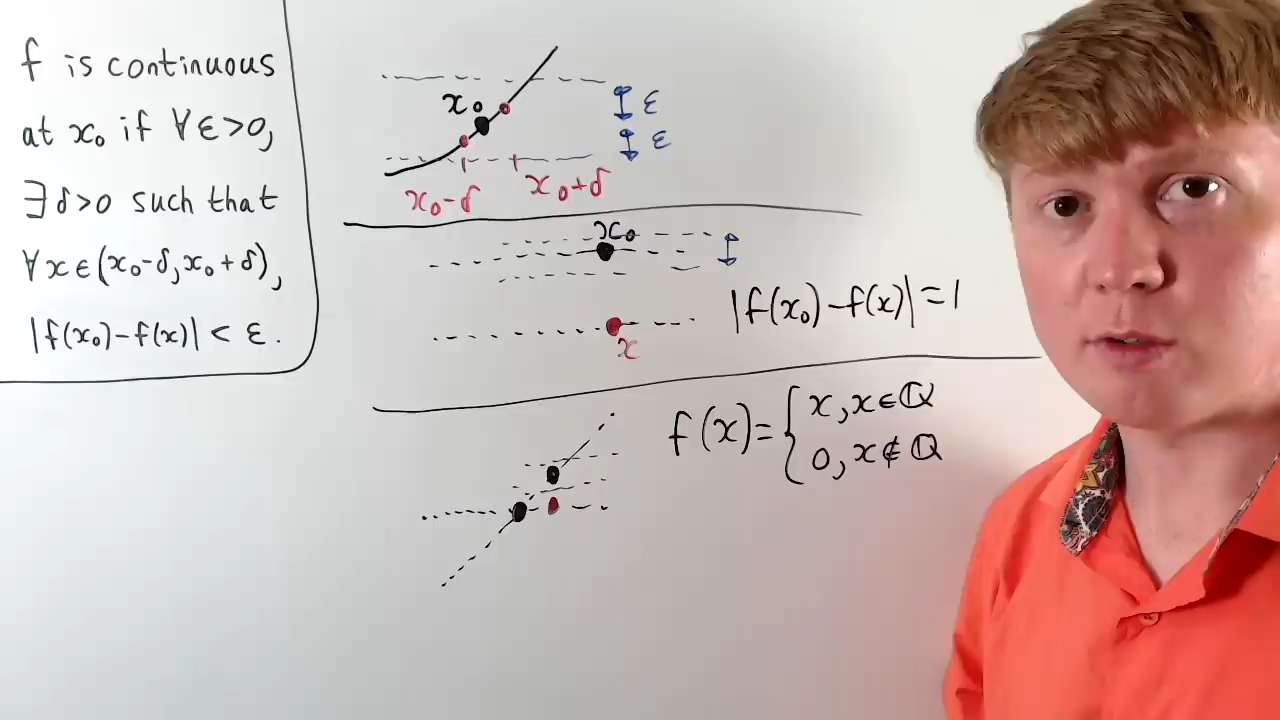 f is continuous
at x₀ if ∀ε>0,
∃δ>0 such that
∀x∈(x₀-δ,x₀+δ),
|f(x₀)-f(x)| < ε.
x₀
ε
ε
x₀-δ
x₀+δ
x₀
x
|f(x₀)-f(x)|=1
f(x)={x,x∈ℚ
0,x∉ℚ